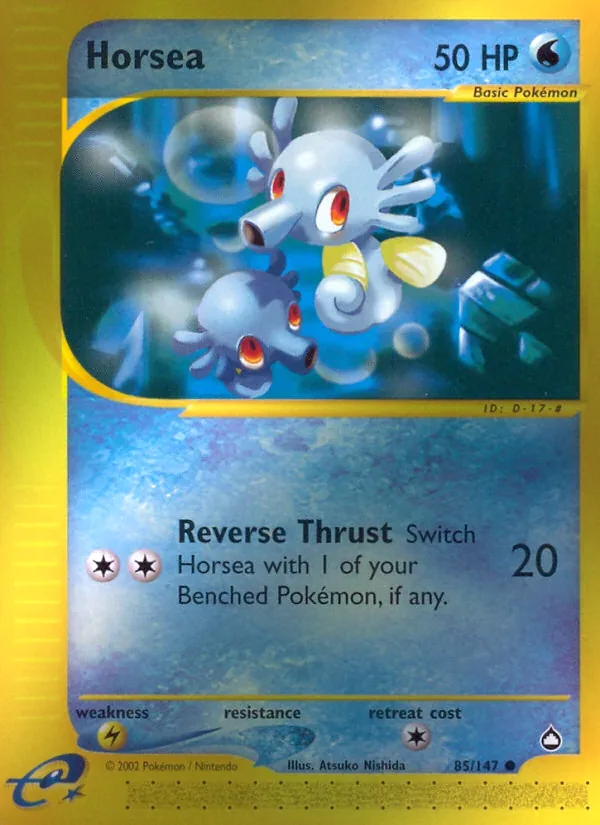 Horsea 50 HP
Basic Pokémon
ID: D-17-#
Reverse Thrust Switch
Horsea with 1 of your
Benched Pokémon, if any.
20
weakness resistance retreat cost
© 2002 Pokémon / Nintendo Illus. Atsuko Nishida 85/147
e